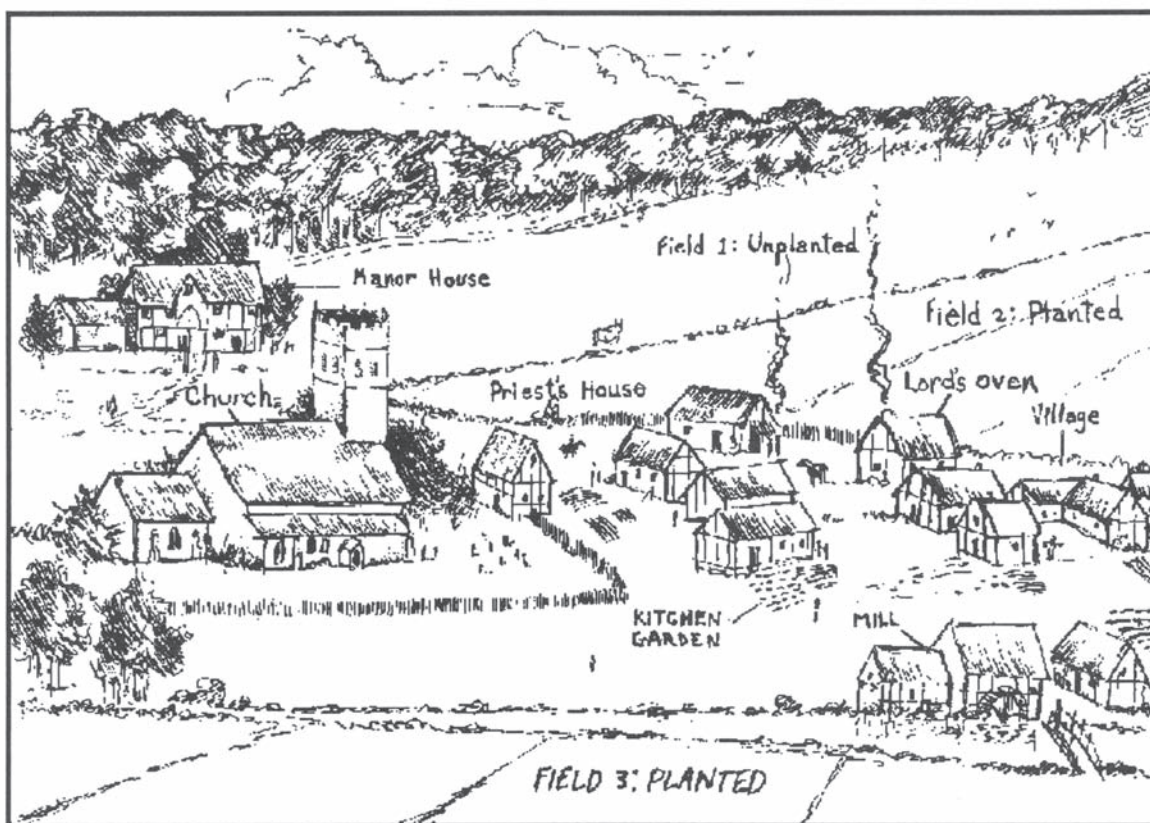 Field 1: Unplanted
Manor House
Field 2: Planted
Church
Priest's House
Lord's oven
Village
KITCHEN
GARDEN
MILL
FIELD 3: PLANTED